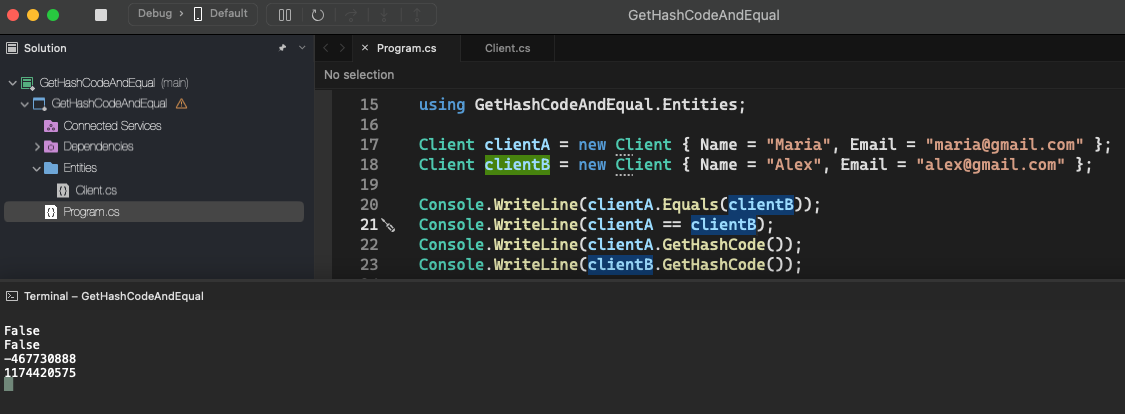 Debug > Default
GetHashCodeAndEqual
Solution
Program.cs
Client.cs
No selection
GetHashCodeAndEqual (main)
GetHashCodeAndEqual
Connected Services
Dependencies
Entities
Client.cs
Program.cs
15 using GetHashCodeAndEqual.Entities;
16
17 Client clientA = new Client { Name = "Maria", Email = "maria@gmail.com" };
18 Client clientB = new Client { Name = "Alex", Email = "alex@gmail.com" };
19
20 Console.WriteLine(clientA.Equals(clientB));
21 Console.WriteLine(clientA == clientB);
22 Console.WriteLine(clientA.GetHashCode());
23 Console.WriteLine(clientB.GetHashCode());
Terminal – GetHashCodeAndEqual
False
False
-467730888
1174420575